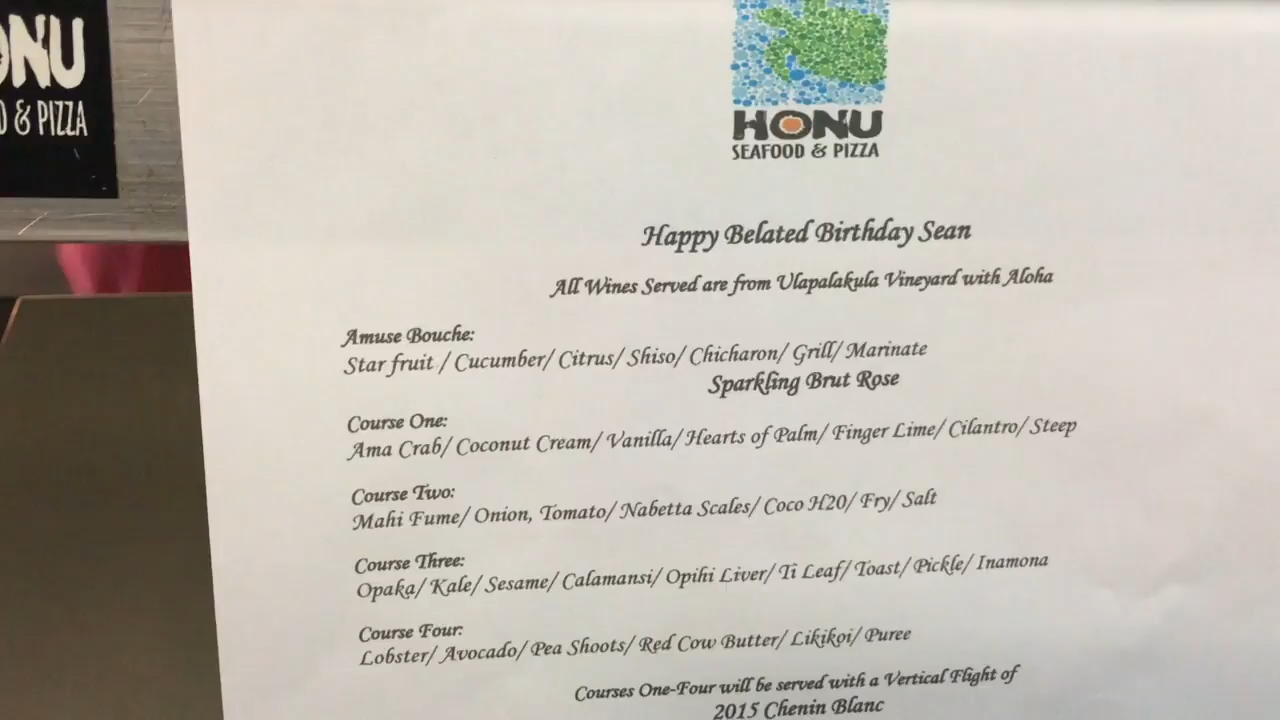 ONU
D & PIZZA
HONU
SEAFOOD & PIZZA
Happy Belated Birthday Sean
All Wines Served are from Ulapalakula Vineyard with Aloha
Amuse Bouche:
Star fruit / Cucumber/ Citrus/ Shiso/ Chicharon/ Grill/ Marinate
Sparkling Brut Rose
Course One:
Ama Crab/ Coconut Cream/ Vanilla/ Hearts of Palm/ Finger Lime/ Cilantro/ Steep
Course Two:
Mahi Fume/ Onion, Tomato/ Nabetta Scales/ Coco H20/ Fry/ Salt
Course Three:
Opaka/ Kale/ Sesame/ Calamansi/ Opihi Liver/ Ti Leaf/ Toast/ Pickle/ Inamona
Course Four:
Lobster/ Avocado/ Pea Shoots/ Red Cow Butter/ Likikoi/ Puree
Courses One-Four will be served with a Vertical Flight of
2015 Chenin Blanc